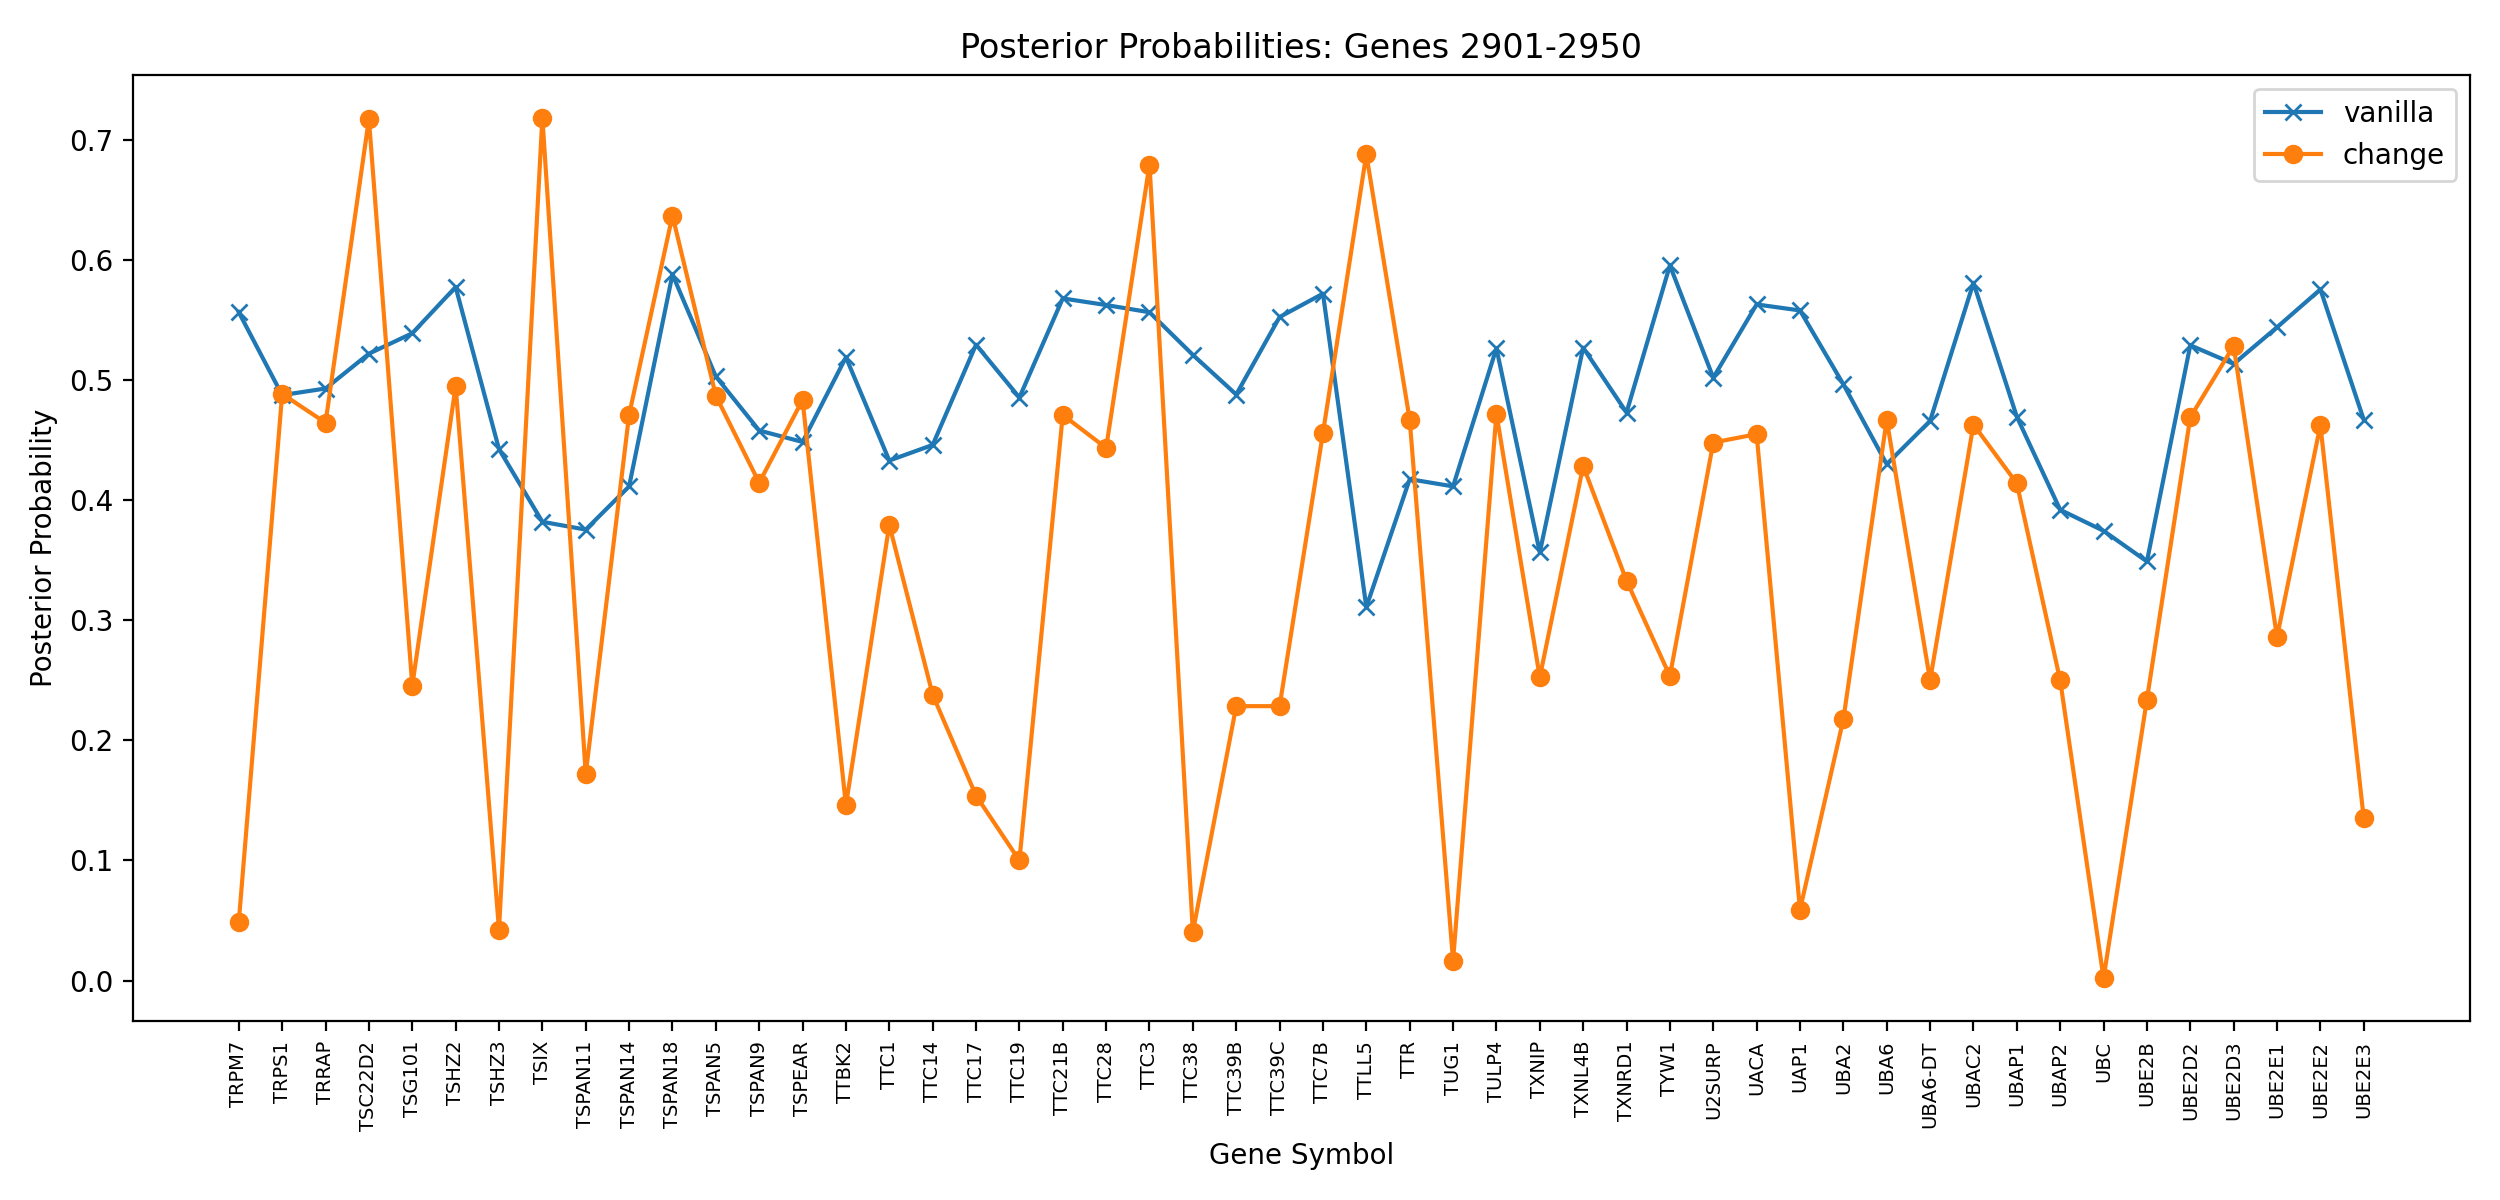 Posterior Probabilities: Genes 2901-2950
vanilla
change
Posterior Probability
0.7
0.6
0.5
0.4
0.3
0.2
0.1
0.0
TRPM7
TRPS1
TRRAP
TSC22D2
TSG101
TSHZ2
TSHZ3
TSIX
TSPAN11
TSPAN14
TSPAN18
TSPAN5
TSPAN9
TSPEAR
TTBK2
TTC1
TTC14
TTC17
TTC19
TTC21B
TTC28
TTC3
TTC38
TTC39B
TTC39C
TTC7B
TTLL5
TTR
TUG1
TULP4
TXNIP
TXNL4B
TXNRD1
TYW1
U2SURP
UACA
UAP1
UBA2
UBA6
UBA6-DT
UBAC2
UBAP1
UBAP2
UBC
UBE2B
UBE2D2
UBE2D3
UBE2E1
UBE2E2
UBE2E3
Gene Symbol